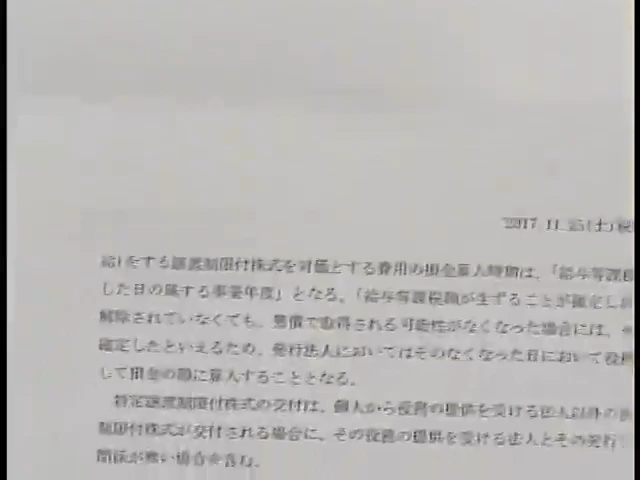 2017.11.25(土)税
給)をする譲渡制限付株式を対価とする費用の損金算入時期は、「給与等課税
した日の属する事業年度」となる。「給与等課税額が生ずることが確定し
解除されていなくても、無償で取得される可能性がなくなった場合には、
確定したといえるため、発行法人においてはそのなくなった日において役務
して損金の額に算入することとなる。
特定譲渡制限付株式の交付は、個人から役務の提供を受ける法人以外の
制限付株式が交付される場合に、その役務の提供を受ける法人とその発行
関係が無い場合を含む。